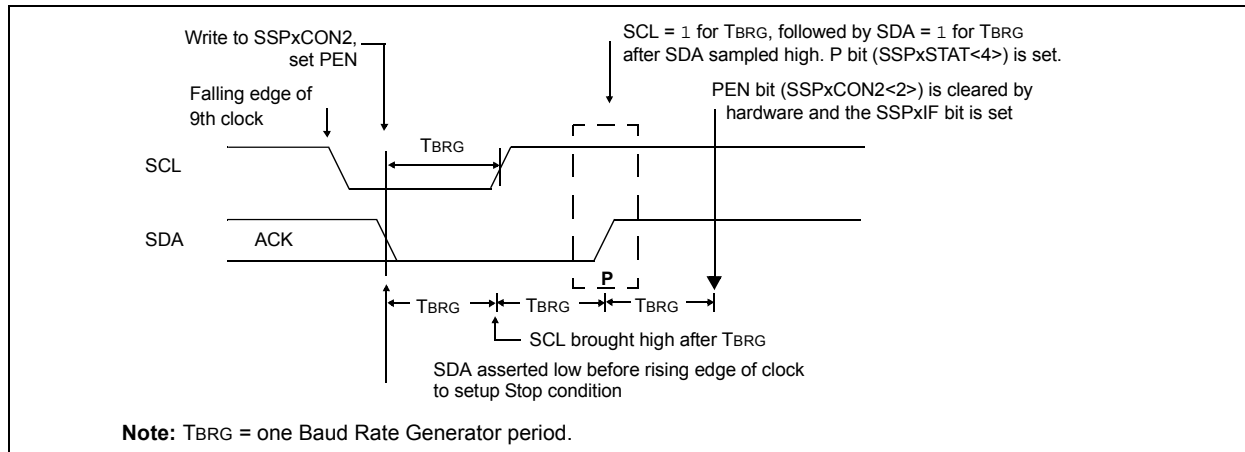 Write to SSPxCON2,
set PEN
SCL = 1 for TBRG, followed by SDA = 1 for TBRG
after SDA sampled high. P bit (SSPxSTAT<4>) is set.
Falling edge of
9th clock
PEN bit (SSPxCON2<2>) is cleared by
hardware and the SSPxIF bit is set
TBRG
SCL
SDA
ACK
P
TBRG
TBRG
TBRG
SCL brought high after TBRG
SDA asserted low before rising edge of clock
to setup Stop condition
Note: TBRG = one Baud Rate Generator period.